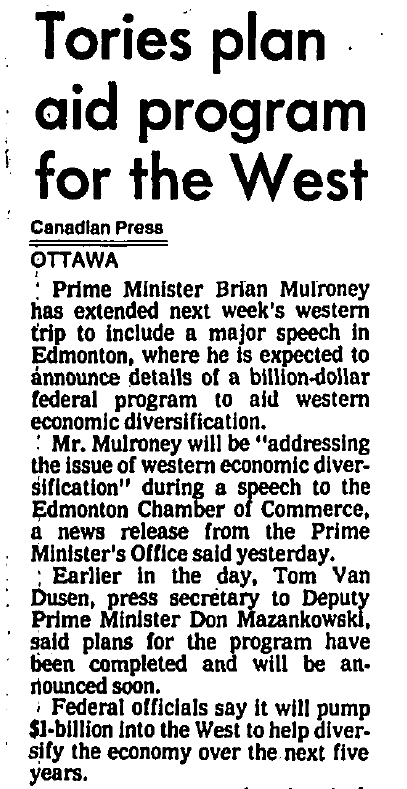 Tories plan
aid program
for the West
Canadian Press
OTTAWA
Prime Minister Brian Mulroney
has extended next week's western
trip to include a major speech in
Edmonton, where he is expected to
announce details of a billion-dollar
federal program to aid western
economic diversification.
Mr. Mulroney will be "addressing
the issue of western economic diver-
sification" during a speech to the
Edmonton Chamber of Commerce,
a news release from the Prime
Minister's Office said yesterday.
Earlier in the day, Tom Van
Dusen, press secretary to Deputy
Prime Minister Don Mazankowski,
said plans for the program have
been completed and will be an-
nounced soon.
Federal officials say it will pump
$1-billion into the West to help diver-
sify the economy over the next five
years.